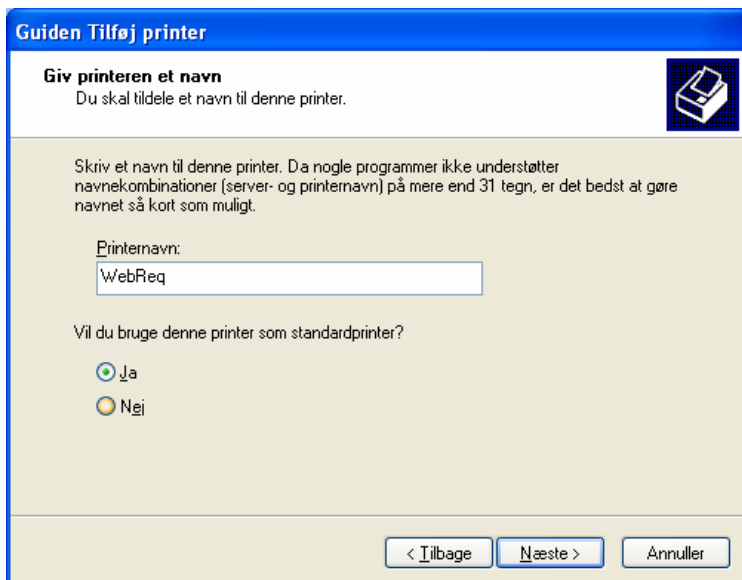 Guiden Tilføj printer
Giv printeren et navn
Du skal tildele et navn til denne printer.
Skriv et navn til denne printer. Da nogle programmer ikke understøtter
navnekombinationer (server- og printernavn) på mere end 31 tegn, er det bedst at gøre
navnet så kort som muligt.
Printernavn:
WebReq
Vil du bruge denne printer som standardprinter?
Ja
Nej
< Tilbage
Næste >
Annuller